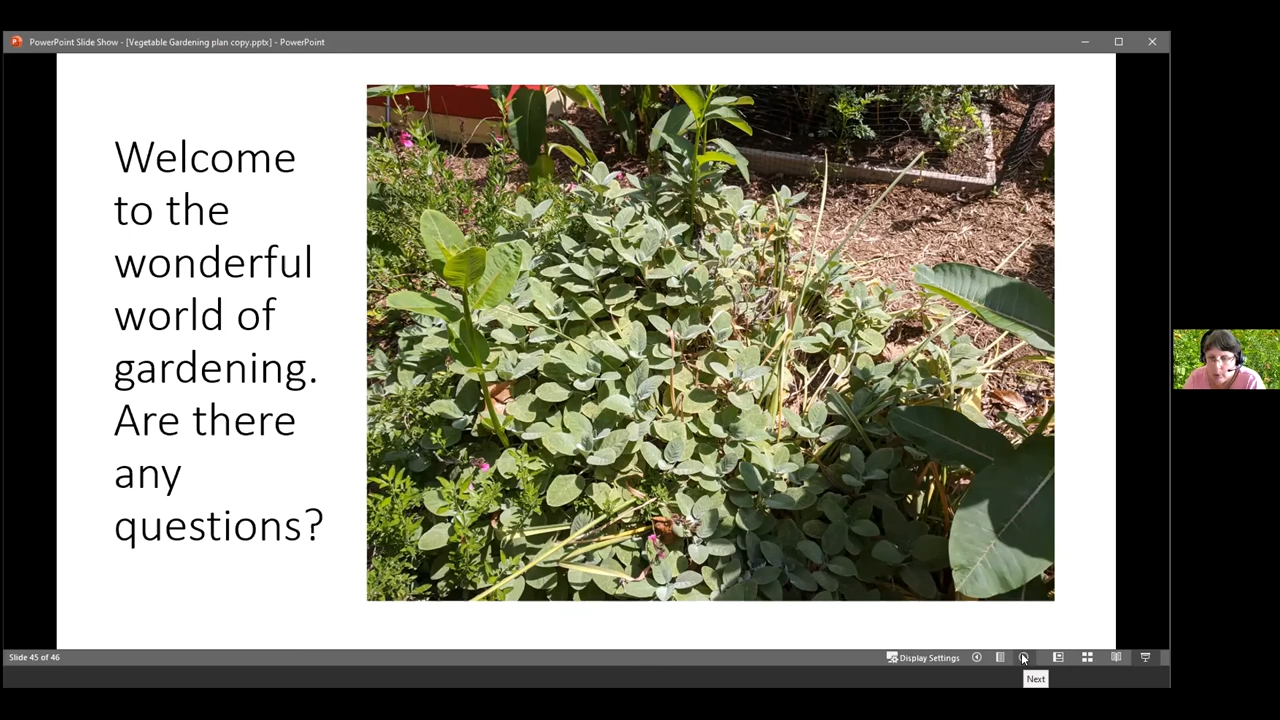 PowerPoint Slide Show - [Vegetable Gardening plan copy.pptx] - PowerPoint
Welcome
to the
wonderful
world of
gardening.
Are there
any
questions?
Slide 45 of 46
Display Settings
Next